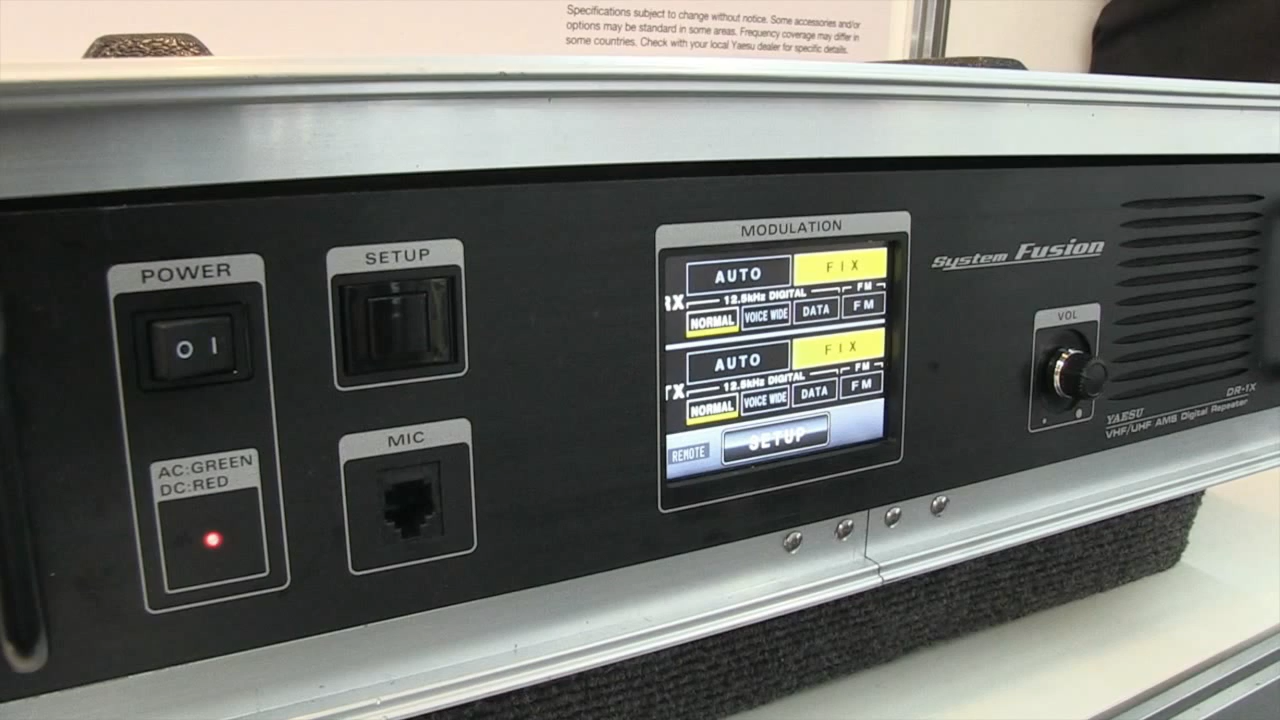 Specifications subject to change without notice. Some accessories and/or
options may be standard in some areas. Frequency coverage may differ in
some countries. Check with your local Yaesu dealer for specific details.
POWER
O I
AC:GREEN
DC:RED
SETUP
MIC
MODULATION
AUTO FIX
RX 12.5kHz DIGITAL FM
NORMAL VOICE WIDE DATA FM
AUTO FIX
TX 12.5kHz DIGITAL FM
NORMAL VOICE WIDE DATA FM
REMOTE SETUP
System Fusion
VOL
YAESU DR-1X
VHF/UHF AMS Digital Repeater